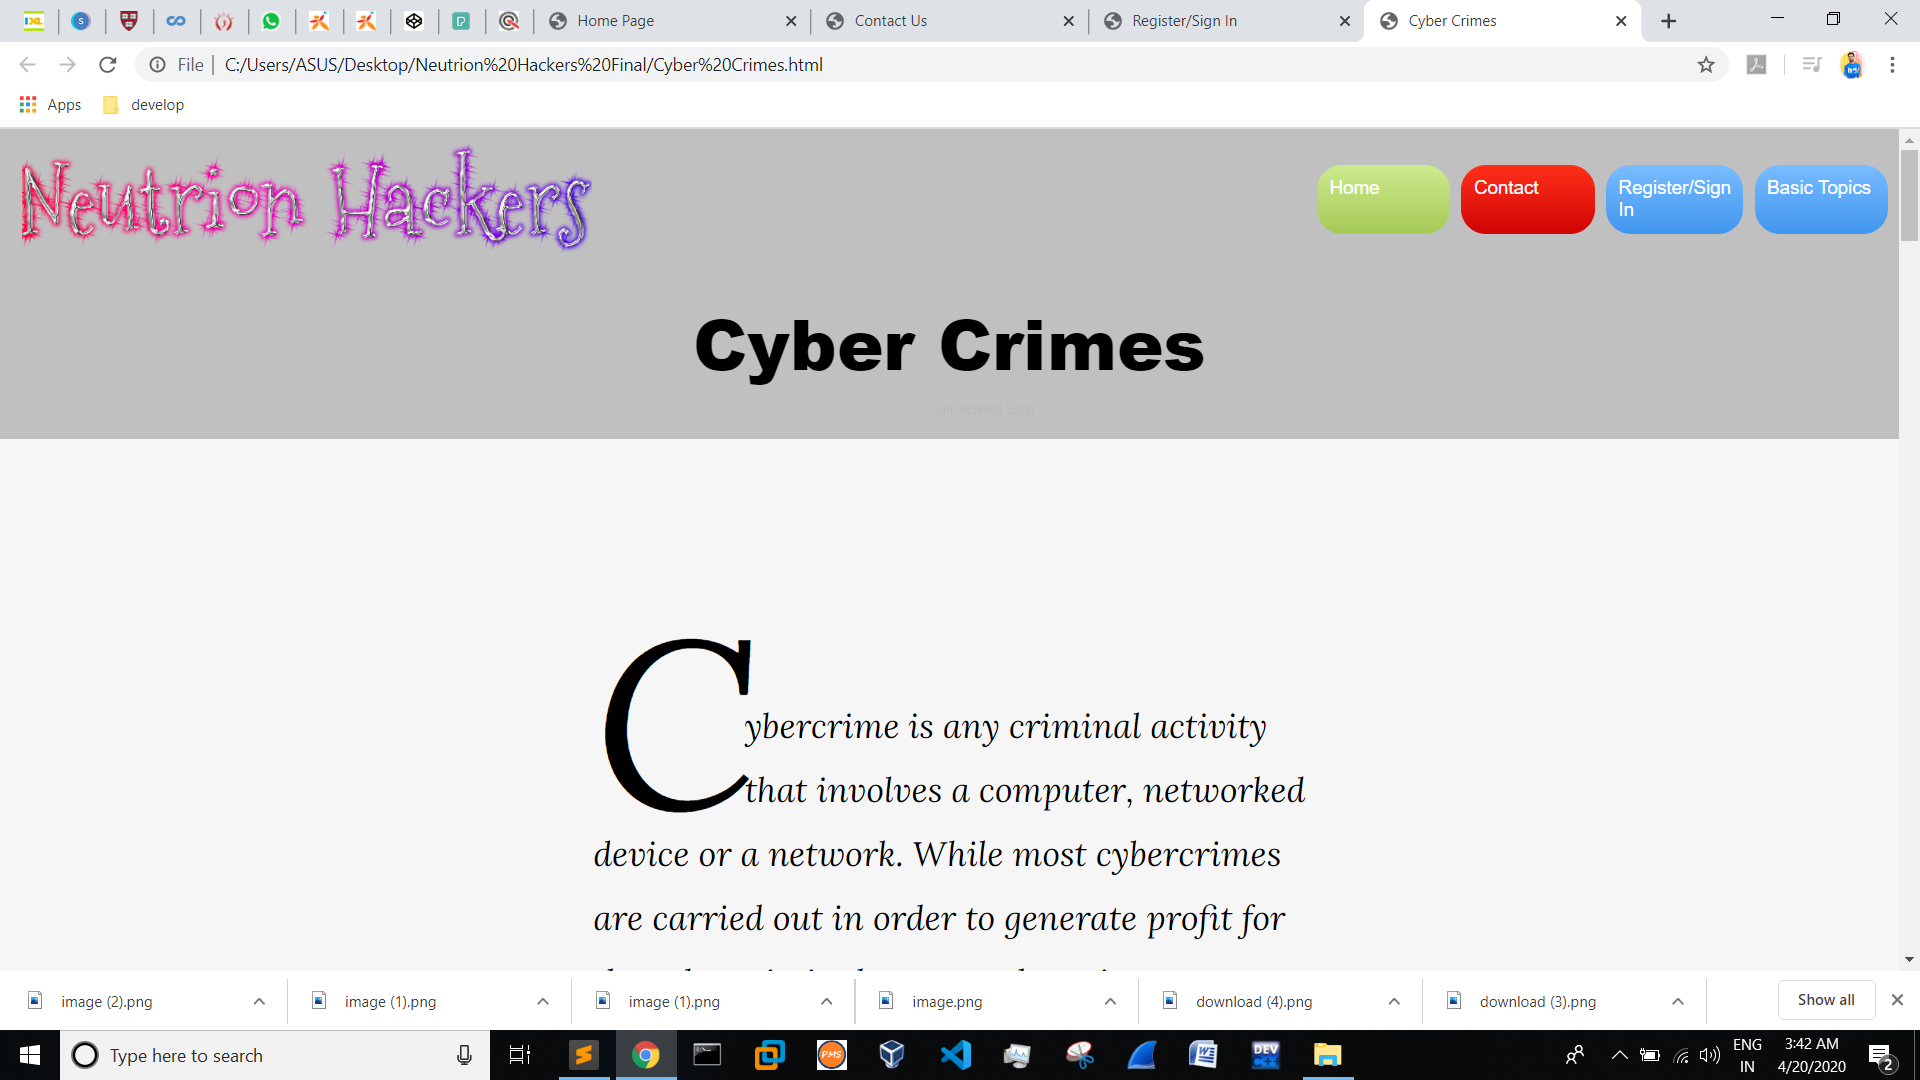 Home Page
Contact Us
Register/Sign In
Cyber Crimes
File | C:/Users/ASUS/Desktop/Neutrion%20Hackers%20Final/Cyber%20Crimes.html
Apps
develop
Neutrion Hackers
Home
Contact
Register/Sign
In
Basic Topics
Cyber Crimes
Full-screen Snip
Cybercrime is any criminal activity
that involves a computer, networked
device or a network. While most cybercrimes
are carried out in order to generate profit for
image (2).png
image (1).png
image (1).png
image.png
download (4).png
download (3).png
Show all
Type here to search
ENG
IN
3:42 AM
4/20/2020
2